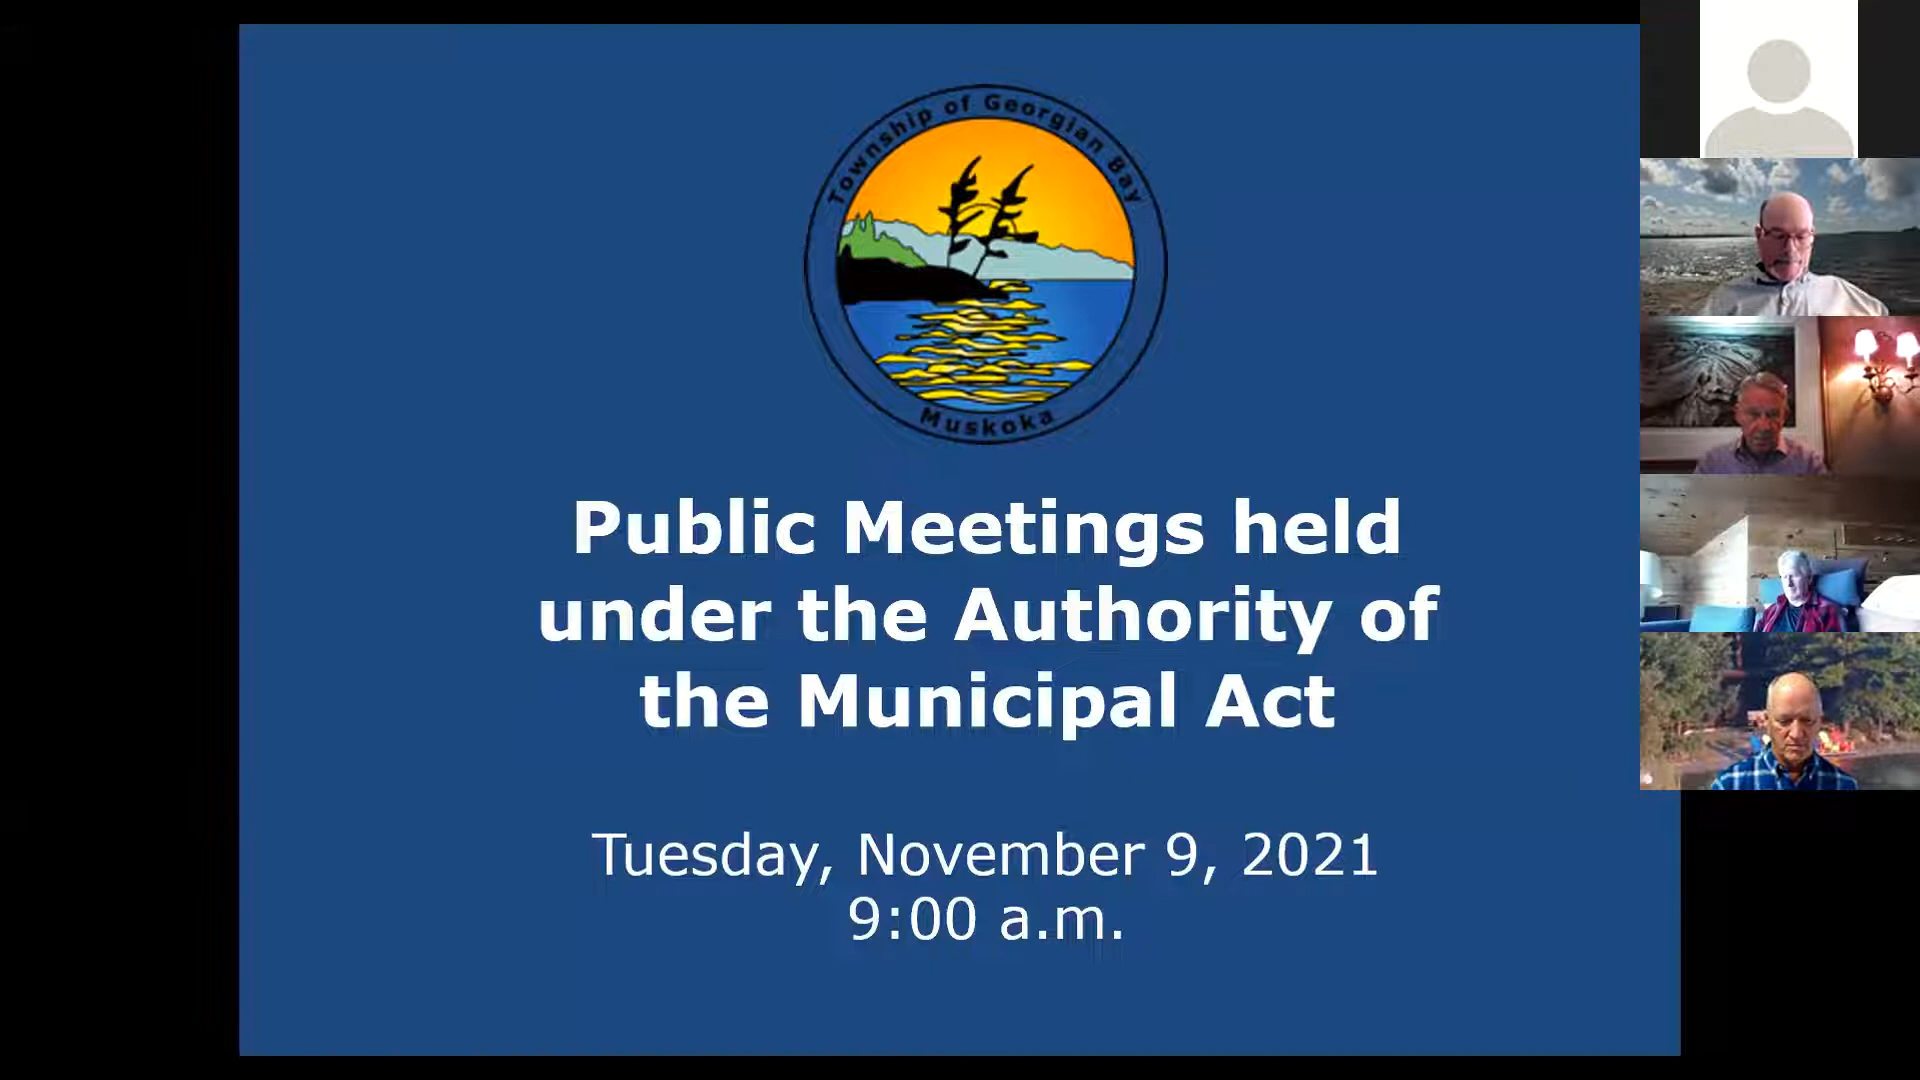 Township of Georgian Bay
Muskoka
Public Meetings held
under the Authority of
the Municipal Act
Tuesday, November 9, 2021
9:00 a.m.